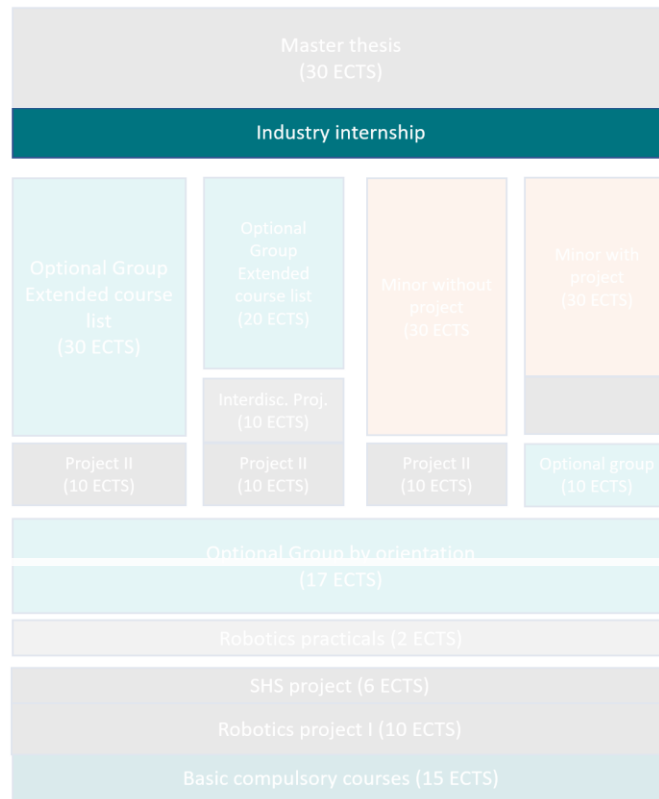 Master thesis
(30 ECTS)
Industry internship
Optional Group
Extended course
list
(30 ECTS)
Optional
Group
Extended
course list
(20 ECTS)
Interdisc. Proj.
(10 ECTS)
Minor without
project
(30 ECTS
Minor with
project
(30 ECTS)
Project II
(10 ECTS)
Project II
(10 ECTS)
Project II
(10 ECTS)
Optional group
(10 ECTS)
Optional Group by orientation
(17 ECTS)
Robotics practicals (2 ECTS)
SHS project (6 ECTS)
Robotics project I (10 ECTS)
Basic compulsory courses (15 ECTS)